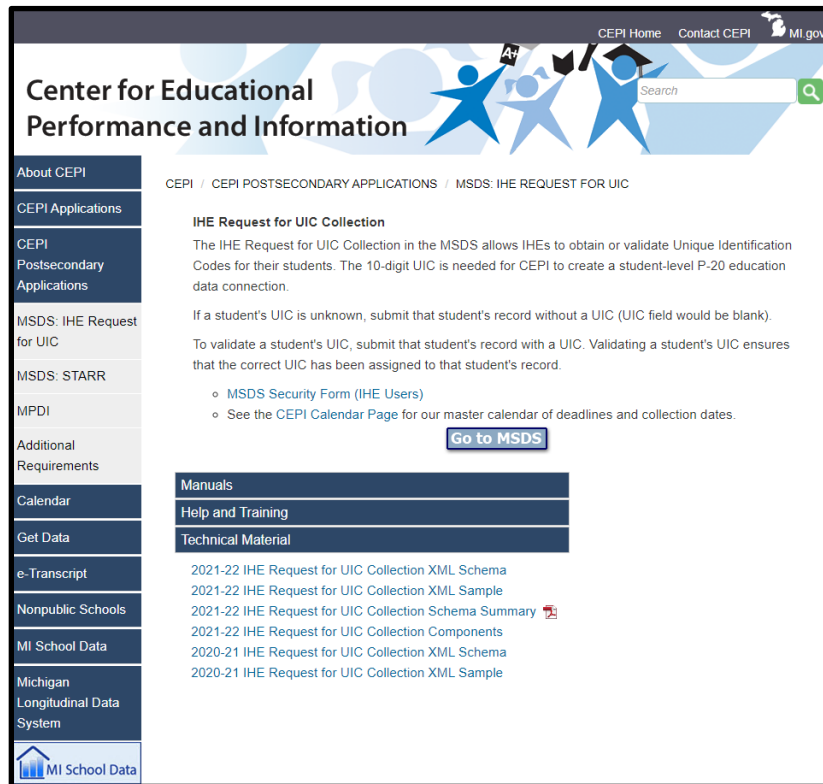 CEPI Home Contact CEPI MI.gov
A+
Center for Educational
Performance and Information
Search
About CEPI
CEPI Applications
CEPI
Postsecondary
Applications
MSDS: IHE Request
for UIC
MSDS: STARR
MPDI
Additional
Requirements
Calendar
Get Data
e-Transcript
Nonpublic Schools
MI School Data
Michigan
Longitudinal Data
System
MI School Data
CEPI / CEPI POSTSECONDARY APPLICATIONS / MSDS: IHE REQUEST FOR UIC
IHE Request for UIC Collection
The IHE Request for UIC Collection in the MSDS allows IHEs to obtain or validate Unique Identification
Codes for their students. The 10-digit UIC is needed for CEPI to create a student-level P-20 education
data connection.
If a student's UIC is unknown, submit that student's record without a UIC (UIC field would be blank).
To validate a student's UIC, submit that student's record with a UIC. Validating a student's UIC ensures
that the correct UIC has been assigned to that student's record.
MSDS Security Form (IHE Users)
See the CEPI Calendar Page for our master calendar of deadlines and collection dates.
Go to MSDS
Manuals
Help and Training
Technical Material
2021-22 IHE Request for UIC Collection XML Schema
2021-22 IHE Request for UIC Collection XML Sample
2021-22 IHE Request for UIC Collection Schema Summary
2021-22 IHE Request for UIC Collection Components
2020-21 IHE Request for UIC Collection XML Schema
2020-21 IHE Request for UIC Collection XML Sample